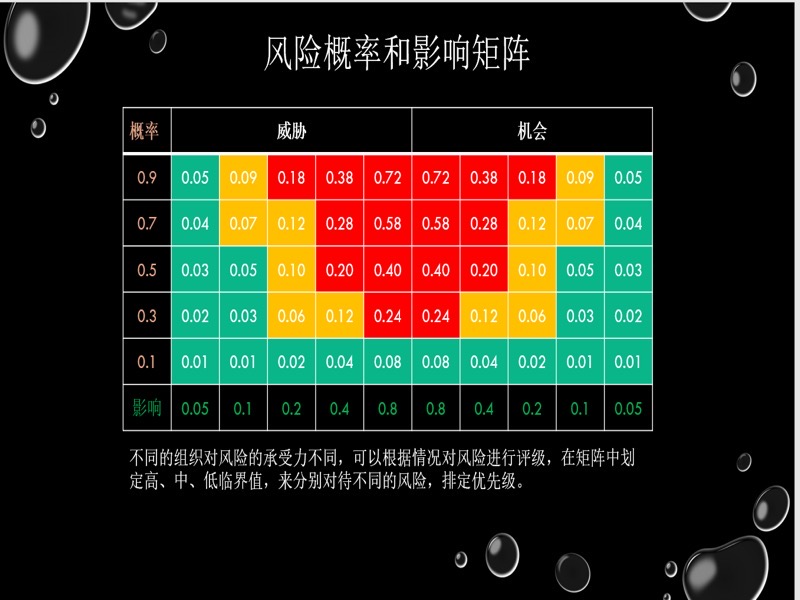 风险概率和影响矩阵
概率 威胁 机会
0.9 0.05 0.09 0.18 0.38 0.72 0.72 0.38 0.18 0.09 0.05
0.7 0.04 0.07 0.12 0.28 0.58 0.58 0.28 0.12 0.07 0.04
0.5 0.03 0.05 0.10 0.20 0.40 0.40 0.20 0.10 0.05 0.03
0.3 0.02 0.03 0.06 0.12 0.24 0.24 0.12 0.06 0.03 0.02
0.1 0.01 0.01 0.02 0.04 0.08 0.08 0.04 0.02 0.01 0.01
影响 0.05 0.1 0.2 0.4 0.8 0.8 0.4 0.2 0.1 0.05
不同的组织对风险的承受力不同，可以根据情况对风险进行评级，在矩阵中划
定高、中、低临界值，来分别对待不同的风险，排定优先级。